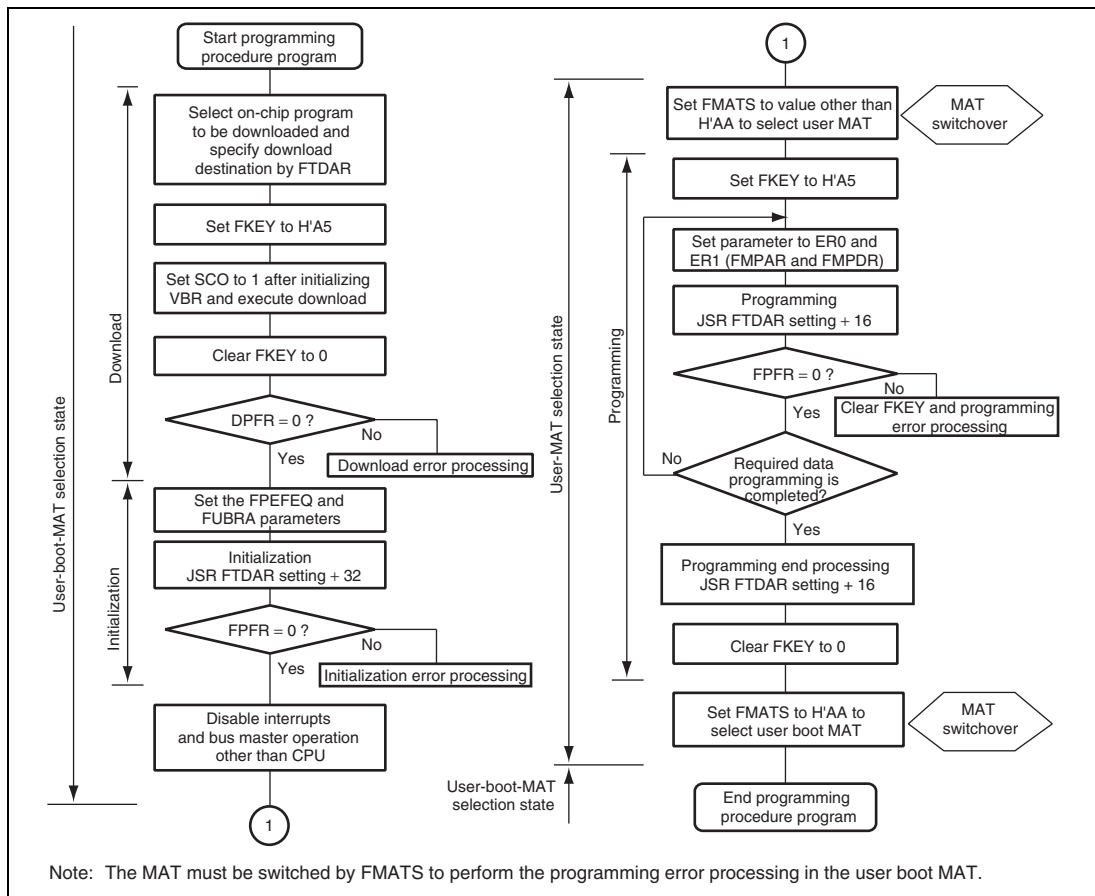 Start programming
procedure program
Select on-chip program
to be downloaded and
specify download
destination by FTDAR
Set FKEY to H'A5
Set SCO to 1 after initializing
VBR and execute download
Clear FKEY to 0
DPFR = 0 ?
No
Yes
Download error processing
Set the FPEFEQ and
FUBRA parameters
Initialization
JSR FTDAR setting + 32
FPFR = 0 ?
No
Yes
Initialization error processing
Disable interrupts
and bus master operation
other than CPU
1
Download
Initialization
User-boot-MAT selection state
1
Set FMATS to value other than
H'AA to select user MAT
MAT
switchover
Set FKEY to H'A5
Set parameter to ER0 and
ER1 (FMPAR and FMPDR)
Programming
JSR FTDAR setting + 16
FPFR = 0 ?
No
Yes
Clear FKEY and programming
error processing
No
Required data
programming is
completed?
Yes
Programming end processing
JSR FTDAR setting + 16
Clear FKEY to 0
Set FMATS to H'AA to
select user boot MAT
MAT
switchover
Programming
User-MAT selection state
User-boot-MAT
selection state
End programming
procedure program
Note: The MAT must be switched by FMATS to perform the programming error processing in the user boot MAT.